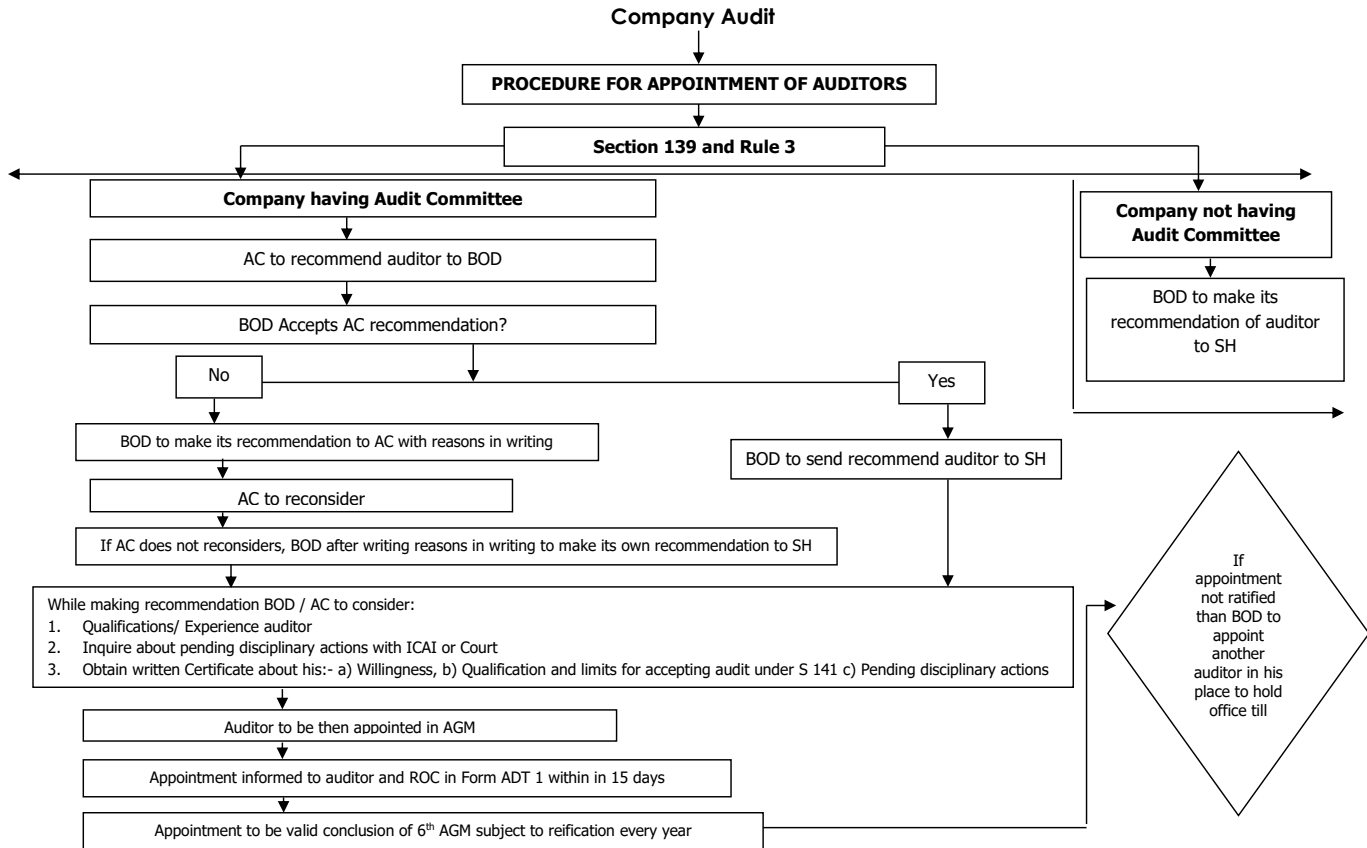 Company Audit
PROCEDURE FOR APPOINTMENT OF AUDITORS
Section 139 and Rule 3
Company having Audit Committee
AC to recommend auditor to BOD
BOD Accepts AC recommendation?
No
Yes
BOD to make its recommendation to AC with reasons in writing
AC to reconsider
If AC does not reconsiders, BOD after writing reasons in writing to make its own recommendation to SH
BOD to send recommend auditor to SH
Company not having
Audit Committee
BOD to make its
recommendation of auditor
to SH
While making recommendation BOD / AC to consider:
1. Qualifications/ Experience auditor
2. Inquire about pending disciplinary actions with ICAI or Court
3. Obtain written Certificate about his:- a) Willingness, b) Qualification and limits for accepting audit under S 141 c) Pending disciplinary actions
Auditor to be then appointed in AGM
Appointment informed to auditor and ROC in Form ADT 1 within in 15 days
Appointment to be valid conclusion of 6th AGM subject to reification every year
If
appointment
not ratified
than BOD to
appoint
another
auditor in his
place to hold
office till